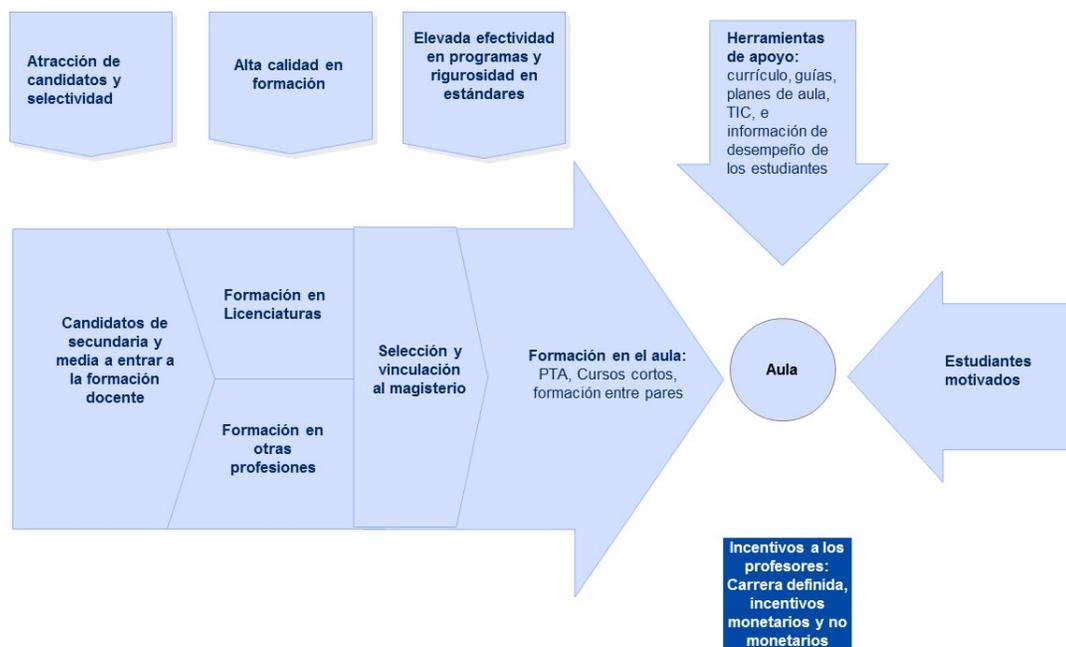 Atracción de
candidatos y
selectividad
Alta calidad en
formación
Elevada efectividad
en programas y
rigurosidad en
estándares
Herramientas
de apoyo:
currículo, guías,
planes de aula,
TIC, e
información de
desempeño de
los estudiantes
Candidatos de
secundaria y
media a entrar a
la formación
docente
Formación en
Licenciaturas
Formación en
otras
profesiones
Selección y
vinculación
al magisterio
Formación en el aula:
PTA, Cursos cortos,
formación entre pares
Aula
Estudiantes
motivados
Incentivos a los
profesores:
Carrera definida,
incentivos
monetarios y no
monetarios